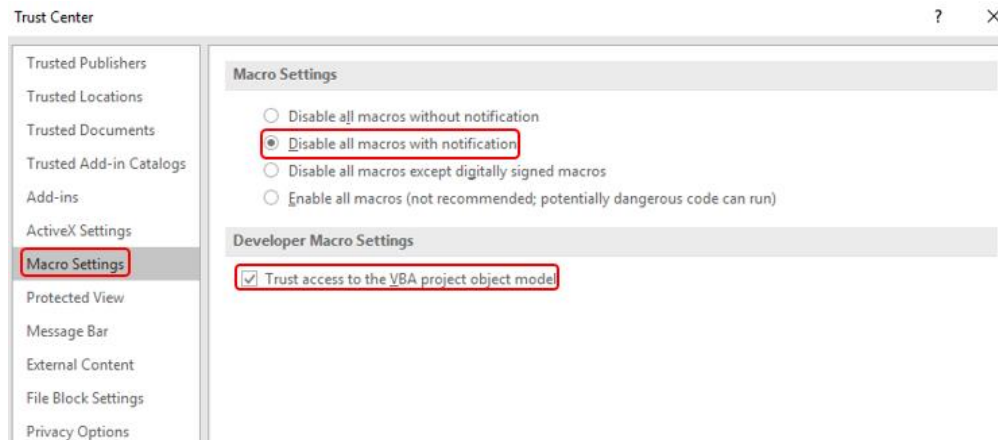 Trust Center
?
×
Trusted Publishers
Trusted Locations
Trusted Documents
Trusted Add-in Catalogs
Add-ins
ActiveX Settings
Macro Settings
Protected View
Message Bar
External Content
File Block Settings
Privacy Options
Macro Settings
Disable all macros without notification
Disable all macros with notification
Disable all macros except digitally signed macros
Enable all macros (not recommended; potentially dangerous code can run)
Developer Macro Settings
Trust access to the VBA project object model